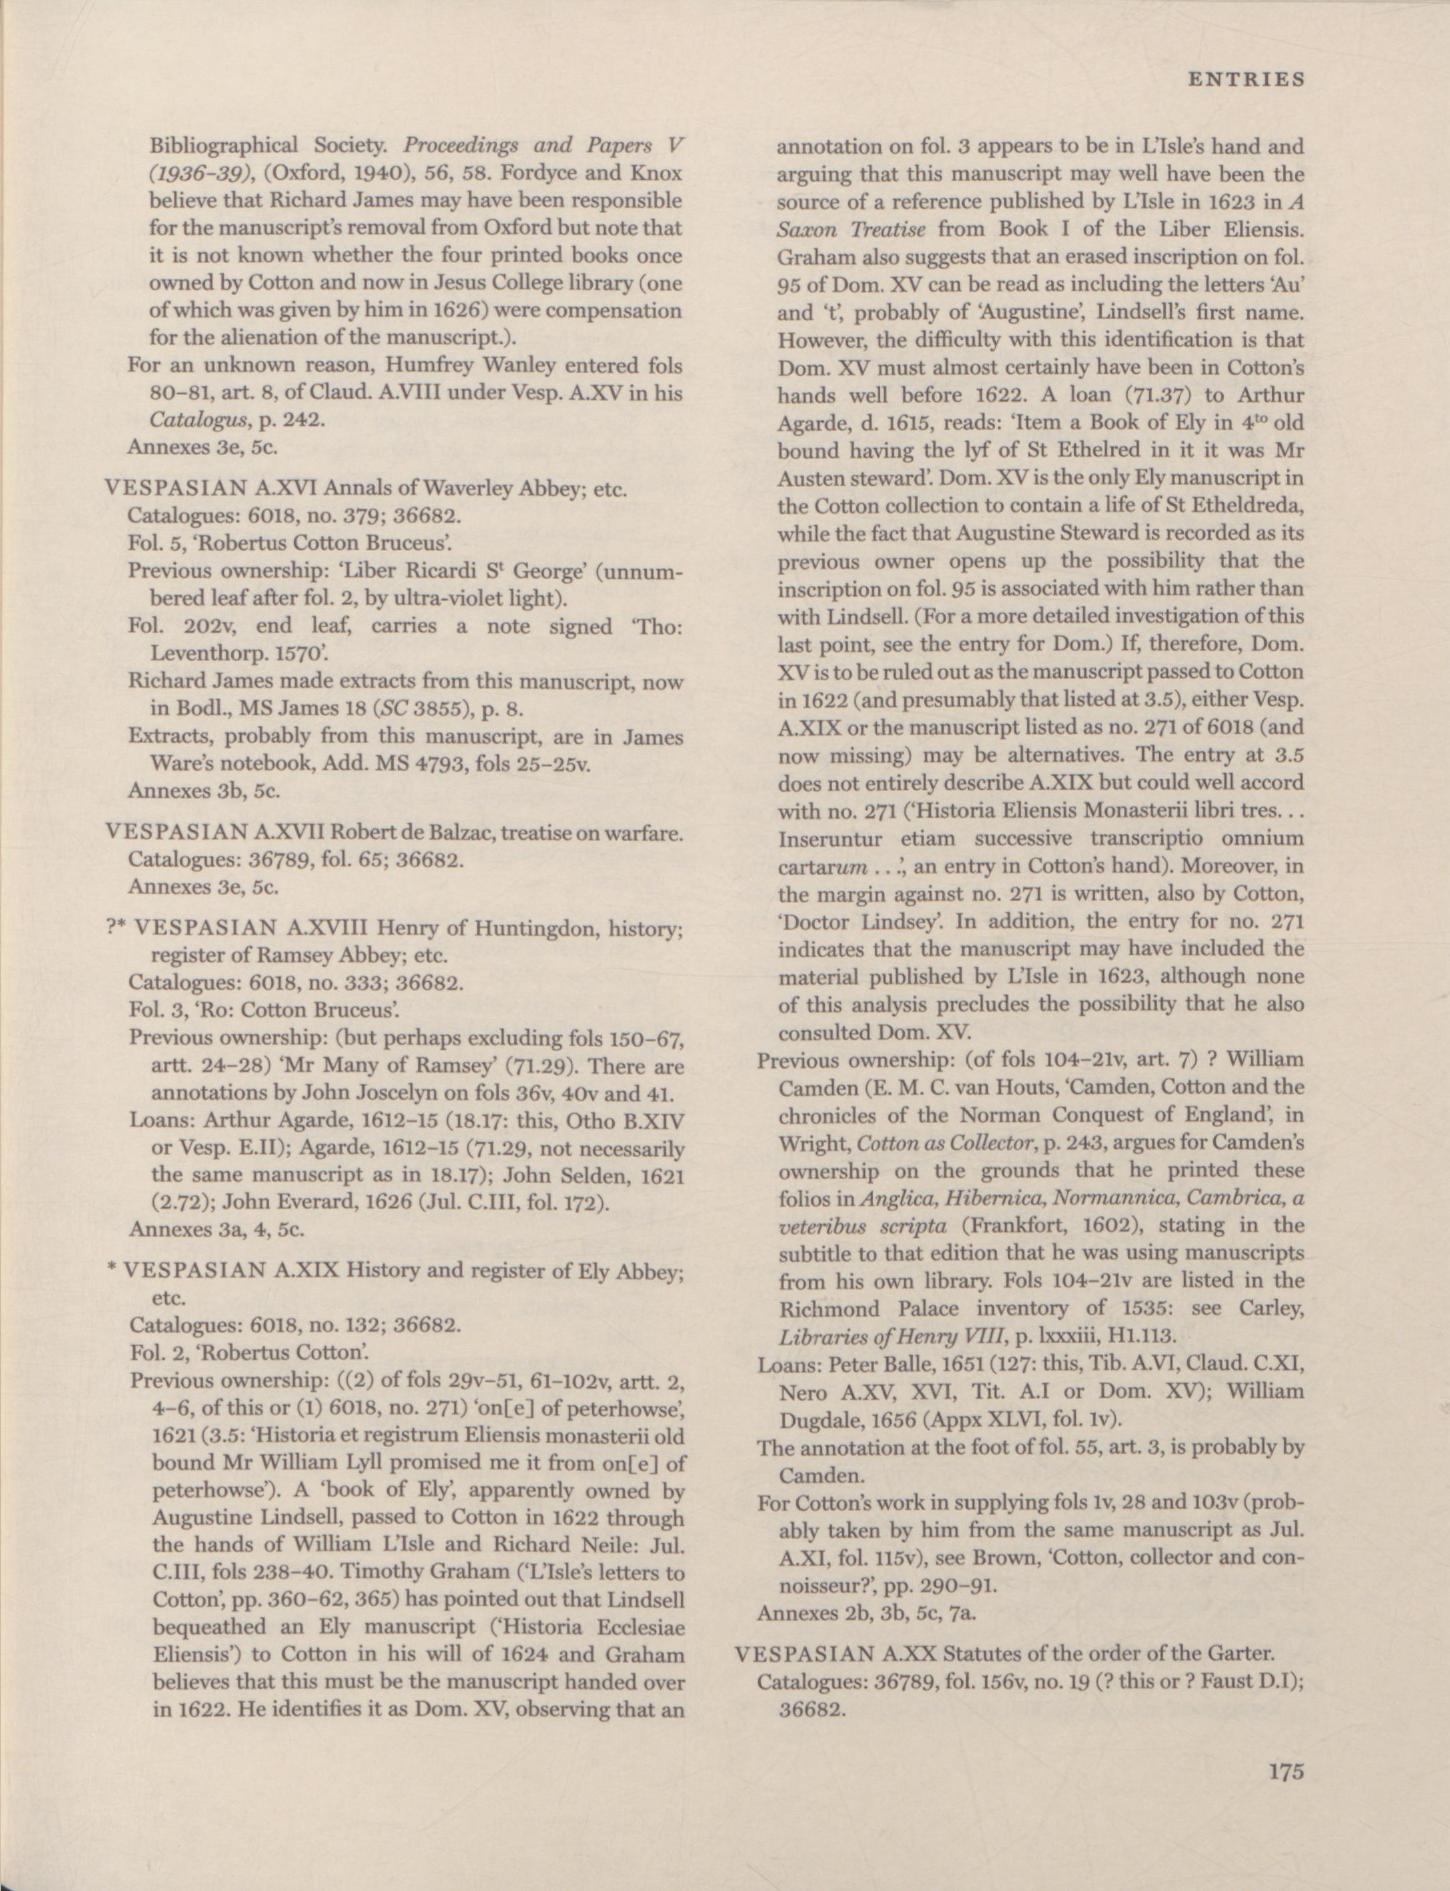 ENTRIES
Bibliographical Society. Proceedings and Papers V
(1936–39), (Oxford, 1940), 56, 58. Fordyce and Knox
believe that Richard James may have been responsible
for the manuscript's removal from Oxford but note that
it is not known whether the four printed books once
owned by Cotton and now in Jesus College library (one
of which was given by him in 1626) were compensation
for the alienation of the manuscript.).
For an unknown reason, Humfrey Wanley entered fols
80–81, art. 8, of Claud. A.VIII under Vesp. A.XV in his
Catalogus, p. 242.
Annexes 3e, 5c.
VESPASIAN A.XVI Annals of Waverley Abbey; etc.
Catalogues: 6018, no. 379; 36682.
Fol. 5, 'Robertus Cotton Bruceus'.
Previous ownership: 'Liber Ricardi Sᵗ George' (unnum-
bered leaf after fol. 2, by ultra-violet light).
Fol. 202v, end leaf, carries a note signed 'Tho:
Leventhorp. 1570'.
Richard James made extracts from this manuscript, now
in Bodl., MS James 18 (SC 3855), p. 8.
Extracts, probably from this manuscript, are in James
Ware's notebook, Add. MS 4793, fols 25–25v.
Annexes 3b, 5c.
VESPASIAN A.XVII Robert de Balzac, treatise on warfare.
Catalogues: 36789, fol. 65; 36682.
Annexes 3e, 5c.
?* VESPASIAN A.XVIII Henry of Huntingdon, history;
register of Ramsey Abbey; etc.
Catalogues: 6018, no. 333; 36682.
Fol. 3, 'Ro: Cotton Bruceus'.
Previous ownership: (but perhaps excluding fols 150–67,
artt. 24–28) 'Mr Many of Ramsey' (71.29). There are
annotations by John Joscelyn on fols 36v, 40v and 41.
Loans: Arthur Agarde, 1612–15 (18.17: this, Otho B.XIV
or Vesp. E.II); Agarde, 1612–15 (71.29, not necessarily
the same manuscript as in 18.17); John Selden, 1621
(2.72); John Everard, 1626 (Jul. C.III, fol. 172).
Annexes 3a, 4, 5c.
* VESPASIAN A.XIX History and register of Ely Abbey;
etc.
Catalogues: 6018, no. 132; 36682.
Fol. 2, 'Robertus Cotton'.
Previous ownership: ((2) of fols 29v–51, 61–102v, artt. 2,
4–6, of this or (1) 6018, no. 271) 'on[e] of peterhowse',
1621 (3.5: 'Historia et registrum Eliensis monasterii old
bound Mr William Lyll promised me it from on[e] of
peterhowse'). A 'book of Ely', apparently owned by
Augustine Lindsell, passed to Cotton in 1622 through
the hands of William L'Isle and Richard Neile: Jul.
C.III, fols 238–40. Timothy Graham ('L'Isle's letters to
Cotton', pp. 360–62, 365) has pointed out that Lindsell
bequeathed an Ely manuscript ('Historia Ecclesiae
Eliensis') to Cotton in his will of 1624 and Graham
believes that this must be the manuscript handed over
in 1622. He identifies it as Dom. XV, observing that an
annotation on fol. 3 appears to be in L'Isle's hand and
arguing that this manuscript may well have been the
source of a reference published by L'Isle in 1623 in A
Saxon Treatise from Book I of the Liber Eliensis.
Graham also suggests that an erased inscription on fol.
95 of Dom. XV can be read as including the letters 'Au'
and 't', probably of 'Augustine', Lindsell's first name.
However, the difficulty with this identification is that
Dom. XV must almost certainly have been in Cotton's
hands well before 1622. A loan (71.37) to Arthur
Agarde, d. 1615, reads: 'Item a Book of Ely in 4ᵗᵒ old
bound having the lyf of St Ethelred in it it was Mr
Austen steward'. Dom. XV is the only Ely manuscript in
the Cotton collection to contain a life of St Etheldreda,
while the fact that Augustine Steward is recorded as its
previous owner opens up the possibility that the
inscription on fol. 95 is associated with him rather than
with Lindsell. (For a more detailed investigation of this
last point, see the entry for Dom.) If, therefore, Dom.
XV is to be ruled out as the manuscript passed to Cotton
in 1622 (and presumably that listed at 3.5), either Vesp.
A.XIX or the manuscript listed as no. 271 of 6018 (and
now missing) may be alternatives. The entry at 3.5
does not entirely describe A.XIX but could well accord
with no. 271 ('Historia Eliensis Monasterii libri tres. . .
Inseruntur etiam successive transcriptio omnium
cartarum . . .', an entry in Cotton's hand). Moreover, in
the margin against no. 271 is written, also by Cotton,
'Doctor Lindsey'. In addition, the entry for no. 271
indicates that the manuscript may have included the
material published by L'Isle in 1623, although none
of this analysis precludes the possibility that he also
consulted Dom. XV.
Previous ownership: (of fols 104–21v, art. 7) ? William
Camden (E. M. C. van Houts, 'Camden, Cotton and the
chronicles of the Norman Conquest of England', in
Wright, Cotton as Collector, p. 243, argues for Camden's
ownership on the grounds that he printed these
folios in Anglica, Hibernica, Normannica, Cambrica, a
veteribus scripta (Frankfort, 1602), stating in the
subtitle to that edition that he was using manuscripts
from his own library. Fols 104–21v are listed in the
Richmond Palace inventory of 1535: see Carley,
Libraries of Henry VIII, p. lxxxiii, H1.113.
Loans: Peter Balle, 1651 (127: this, Tib. A.VI, Claud. C.XI,
Nero A.XV, XVI, Tit. A.I or Dom. XV); William
Dugdale, 1656 (Appx XLVI, fol. 1v).
The annotation at the foot of fol. 55, art. 3, is probably by
Camden.
For Cotton's work in supplying fols 1v, 28 and 103v (prob-
ably taken by him from the same manuscript as Jul.
A.XI, fol. 115v), see Brown, 'Cotton, collector and con-
noisseur?', pp. 290–91.
Annexes 2b, 3b, 5c, 7a.
VESPASIAN A.XX Statutes of the order of the Garter.
Catalogues: 36789, fol. 156v, no. 19 (? this or ? Faust D.I);
36682.
175